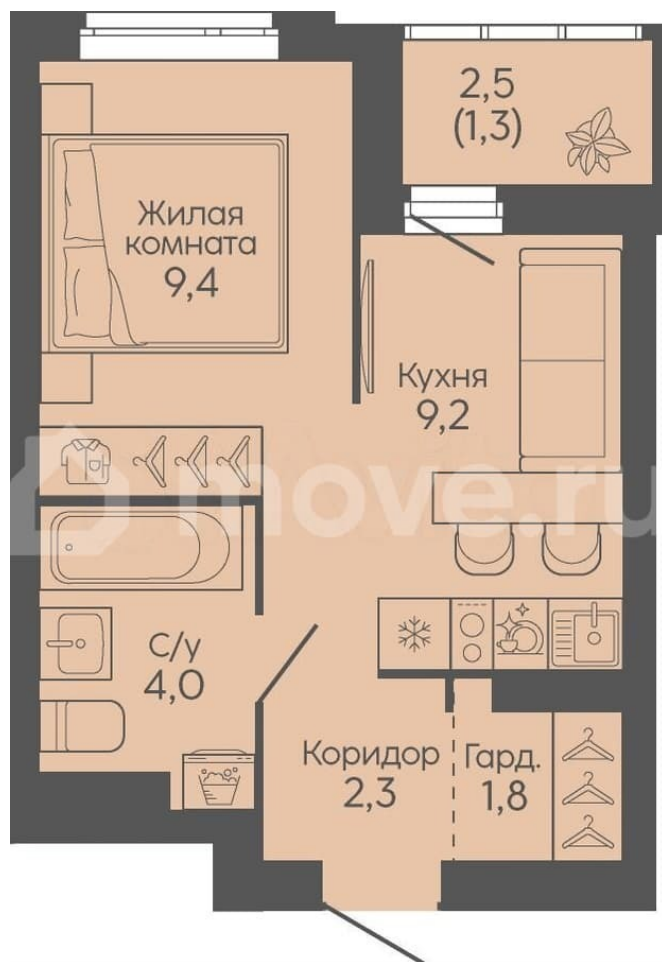 2,5
(1,3)
Жилая
комната
9,4
Кухня
9,2
move.ru
С/у
4,0
Коридор
2,3
Гард.
1,8